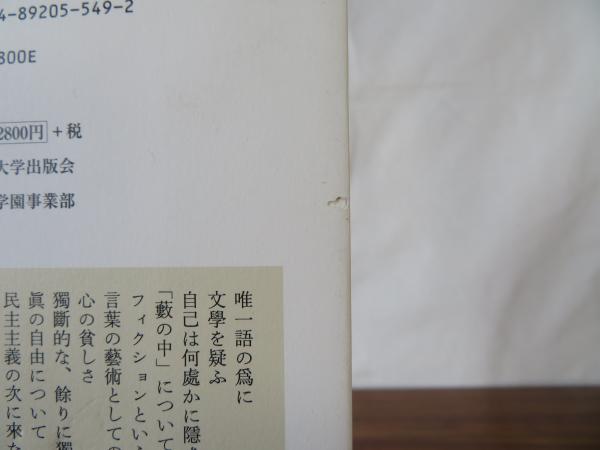 4-89205-549-2
800E
2800円 + 税
大学出版会
学園事業部
唯一語の爲に
文學を疑ふ
自己は何處かに隱
「藪の中」について
フィクションとい
言葉の藝術としての
心の貧しさ
獨斷的な、餘りに獨
眞の自由について
民主主義の次に來